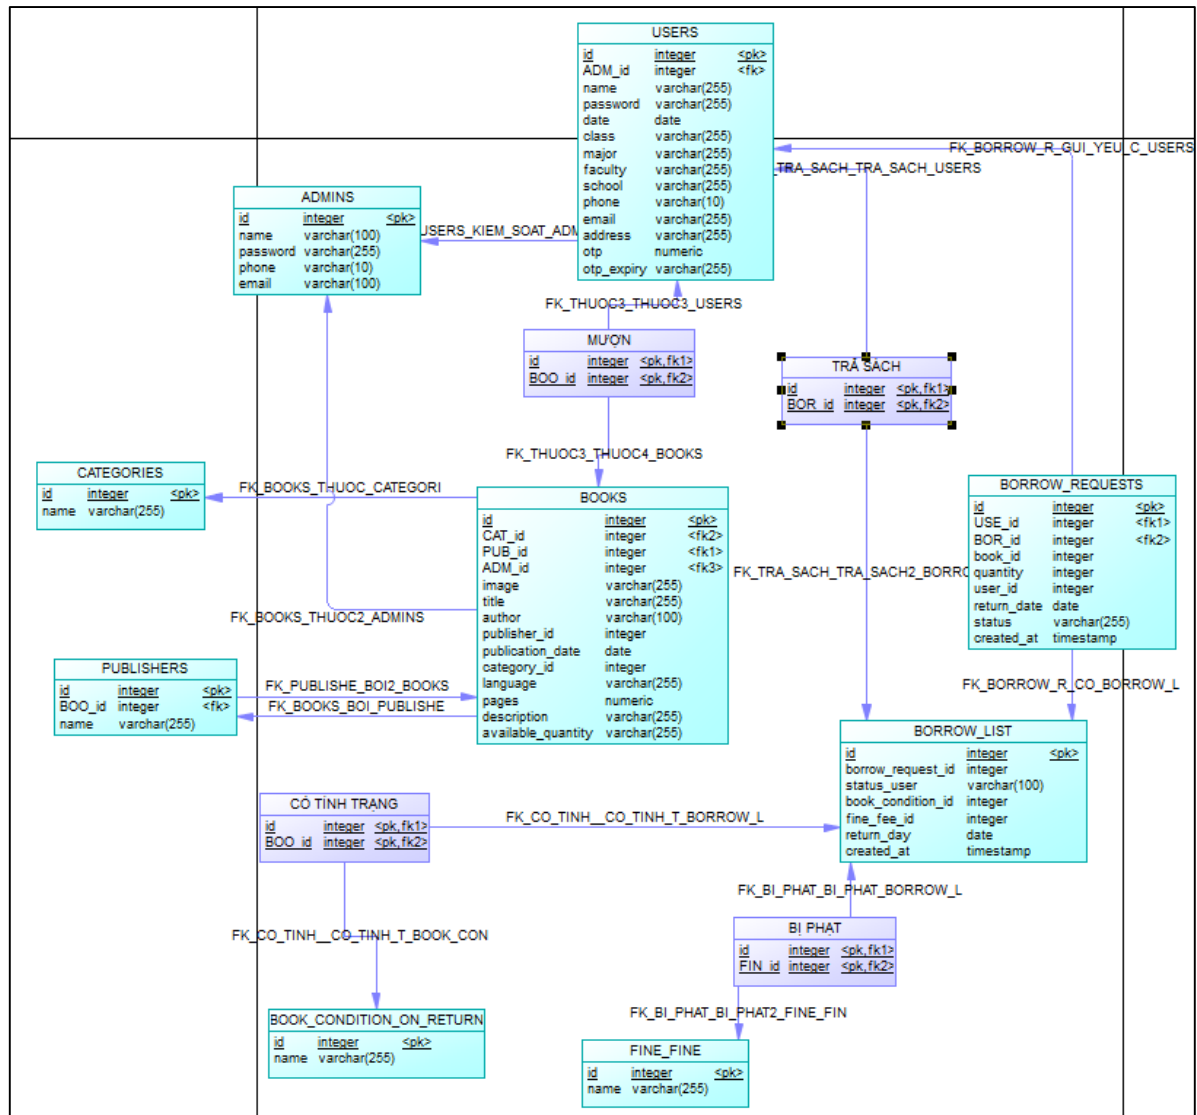 USERS
id integer <pk>
ADM_id integer <fk>
name varchar(255)
password varchar(255)
date date
class varchar(255)
major varchar(255)
faculty varchar(255)
school varchar(255)
phone varchar(10)
email varchar(255)
address varchar(255)
otp numeric
otp_expiry varchar(255)
FK_BORROW_R_GUI_YEU_C_USERS
_TRA_SACH_TRA_SACH_USERS
ADMINS
id integer <pk>
name varchar(100)
password varchar(255)
phone varchar(10)
email varchar(100)
USERS_KIEM_SOAT_ADM
FK_THUOC3_THUOC3_USERS
MƯỢN
id integer <pk,fk1>
BOO_id integer <pk,fk2>
TRẢ SÁCH
id integer <pk,fk1>
BOR_id integer <pk,fk2>
FK_THUOC3_THUOC4_BOOKS
CATEGORIES
id integer <pk>
name varchar(255)
FK_BOOKS_THUOC_CATEGORI
BOOKS
id integer <pk>
CAT_id integer <fk2>
PUB_id integer <fk1>
ADM_id integer <fk3>
image varchar(255)
title varchar(255)
author varchar(100)
publisher_id integer
publication_date date
category_id integer
language varchar(255)
pages numeric
description varchar(255)
available_quantity varchar(255)
BORROW_REQUESTS
id integer <pk>
USE_id integer <fk1>
BOR_id integer <fk2>
book_id integer
quantity integer
user_id integer
return_date date
status varchar(255)
created_at timestamp
FK_TRA_SACH_TRA_SACH2_BORRO
FK_BOOKS_THUOC2_ADMINS
PUBLISHERS
id integer <pk>
BOO_id integer <fk>
name varchar(255)
FK_PUBLISHE_BOI2_BOOKS
FK_BOOKS_BOI_PUBLISHE
FK_BORROW_R_CO_BORROW_L
BORROW_LIST
id integer <pk>
borrow_request_id integer
status_user varchar(100)
book_condition_id integer
fine_fee_id integer
return_day date
created_at timestamp
CÓ TÌNH TRẠNG
id integer <pk,fk1>
BOO_id integer <pk,fk2>
FK_CO_TINH__CO_TINH_T_BORROW_L
FK_BI_PHAT_BI_PHAT_BORROW_L
BỊ PHẠT
id integer <pk,fk1>
FIN_id integer <pk,fk2>
FK_CO_TINH__CO_TINH_T_BOOK_CON
FK_BI_PHAT_BI_PHAT2_FINE_FIN
BOOK_CONDITION_ON_RETURN
id integer <pk>
name varchar(255)
FINE_FINE
id integer <pk>
name varchar(255)